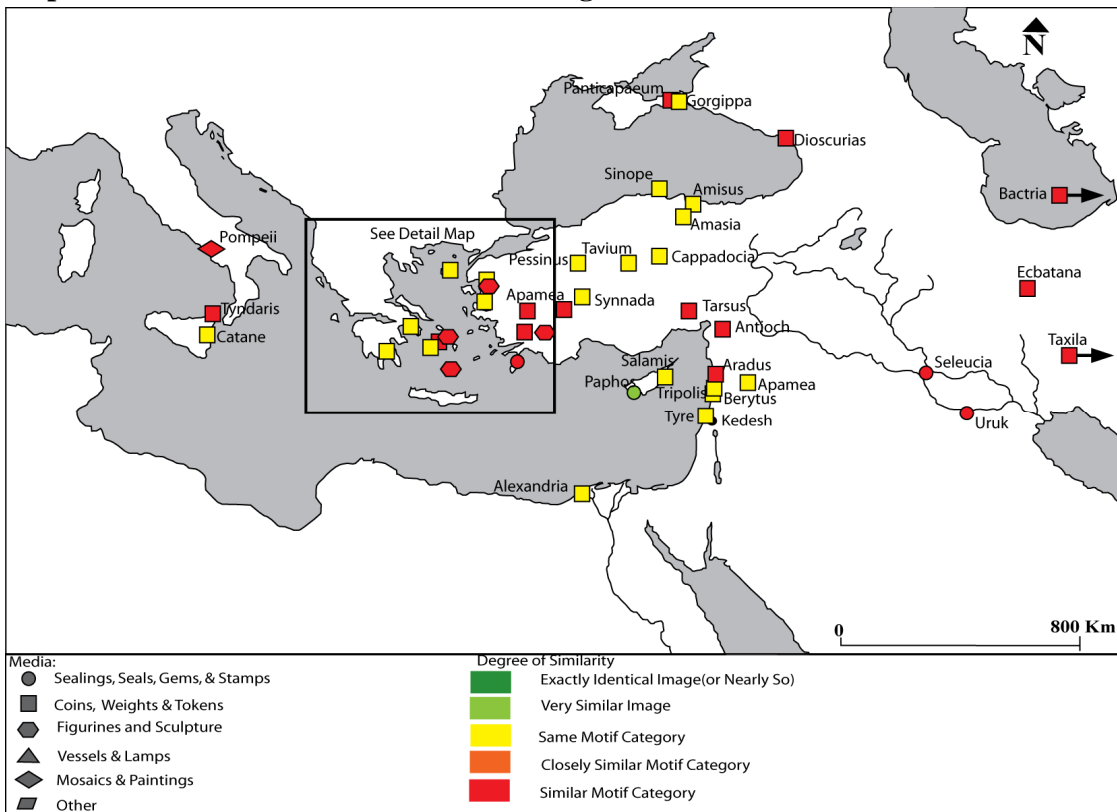 N
Panticapaeum
Gorgippa
Dioscurias
Sinope
Amisus
Bactria
Amasia
See Detail Map
Pompeii
Pessinus
Tavium
Cappadocia
Ecbatana
Apamea
Synnada
Tyndaris
Tarsus
Catane
Antioch
Taxila
Salamis
Aradus
Seleucia
Paphos
Tripolis
Apamea
Berytus
Tyre
Kedesh
Uruk
Alexandria
0
800 Km
Media:
Sealings, Seals, Gems, & Stamps
Coins, Weights & Tokens
Figurines and Sculpture
Vessels & Lamps
Mosaics & Paintings
Other
Degree of Similarity
Exactly Identical Image(or Nearly So)
Very Similar Image
Same Motif Category
Closely Similar Motif Category
Similar Motif Category